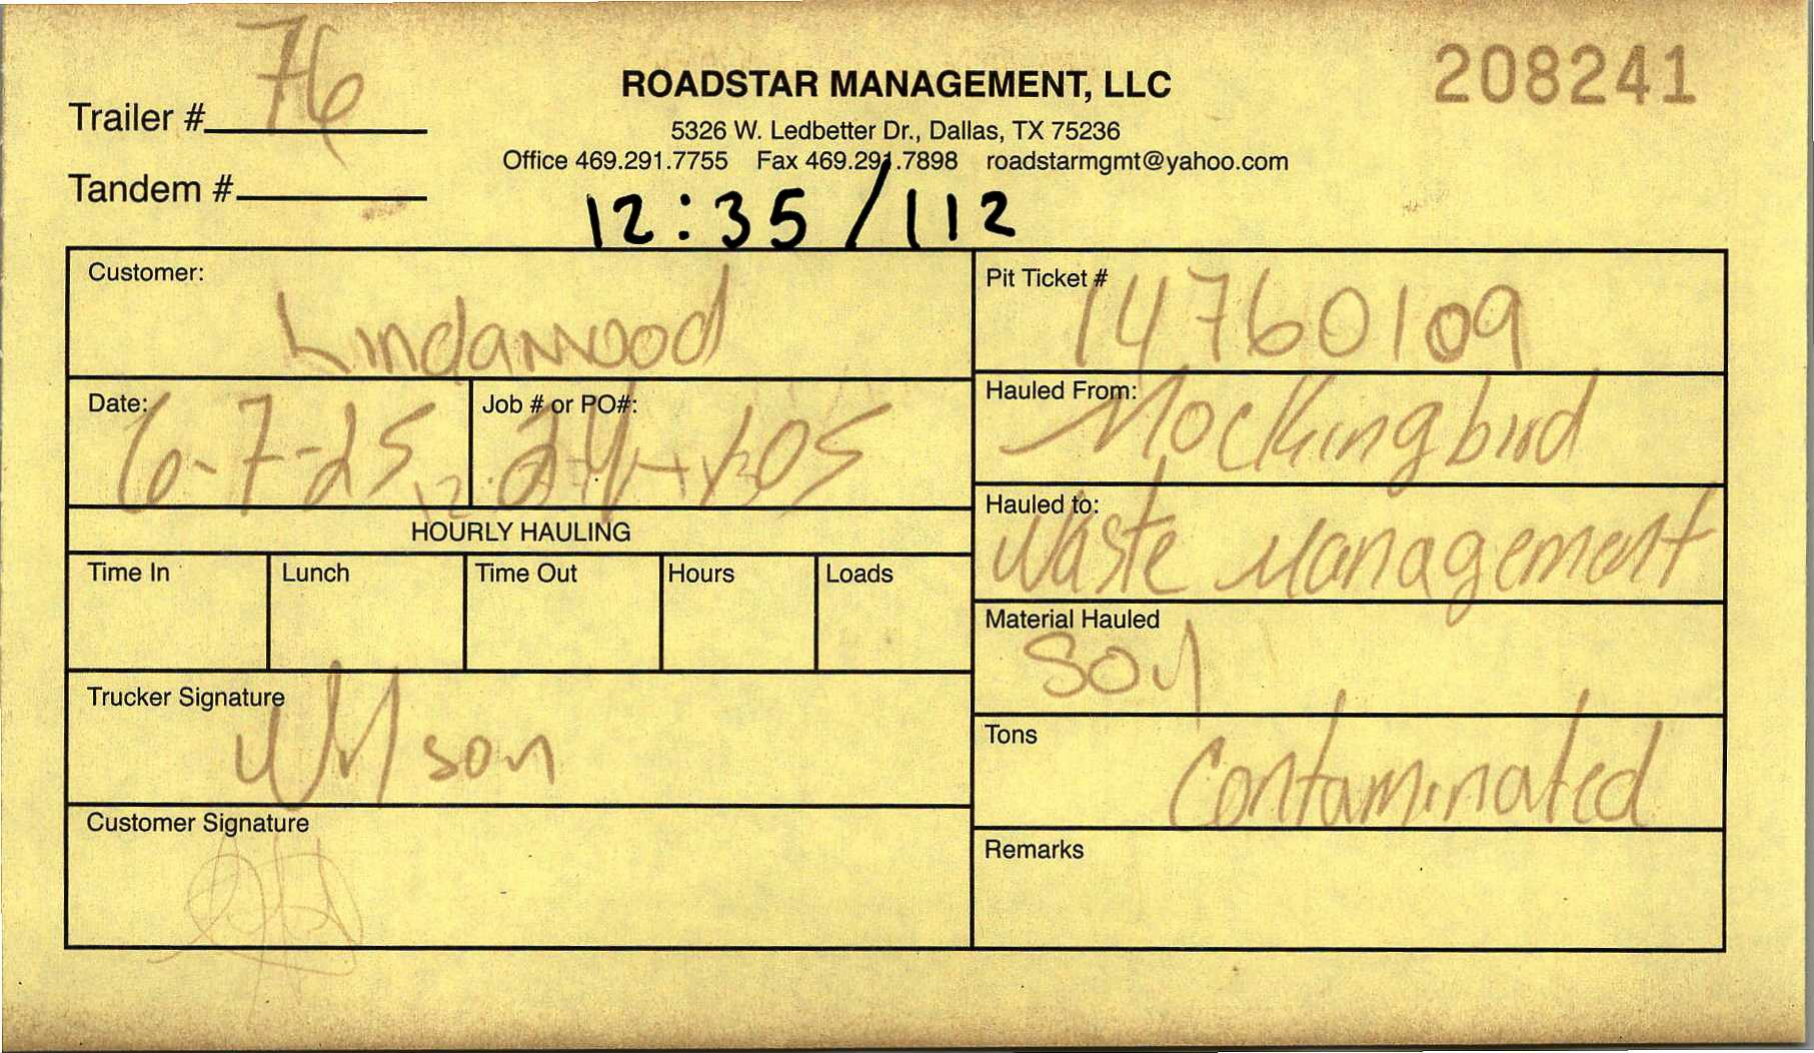 76
208241
ROADSTAR MANAGEMENT, LLC
Trailer #
5326 W. Ledbetter Dr., Dallas, TX 75236
Office 469.291.7755 Fax 469.291.7898 roadstarmgmt@yahoo.com
Tandem #
12:35/112
Customer:
Lindamood
Pit Ticket #
14760109
Date:
6-7-25
Job # or PO#:
24-1305
Hauled From:
Mockingbird
Hauled to:
Waste Management
HOURLY HAULING
Time In Lunch Time Out Hours Loads
Material Hauled
Soil
Trucker Signature
Wilson
Tons
Contaminated
Customer Signature
Remarks